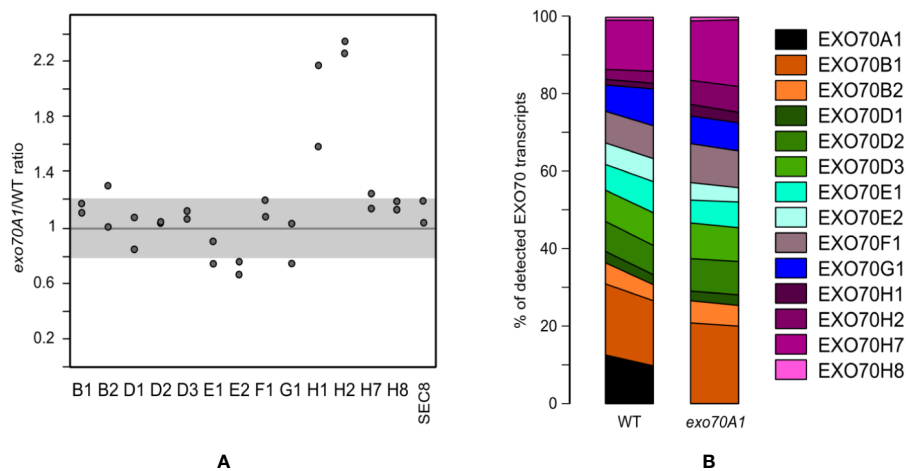 exo70A1/WT ratio
2.2
1.8
1.4
1
0.6
0.2
B1 B2 D1 D2 D3 E1 E2 F1 G1 H1 H2 H7 H8 SEC8
A
% of detected EXO70 transcripts
100
80
60
40
20
0
WT exo70A1
EXO70A1
EXO70B1
EXO70B2
EXO70D1
EXO70D2
EXO70D3
EXO70E1
EXO70E2
EXO70F1
EXO70G1
EXO70H1
EXO70H2
EXO70H7
EXO70H8
B